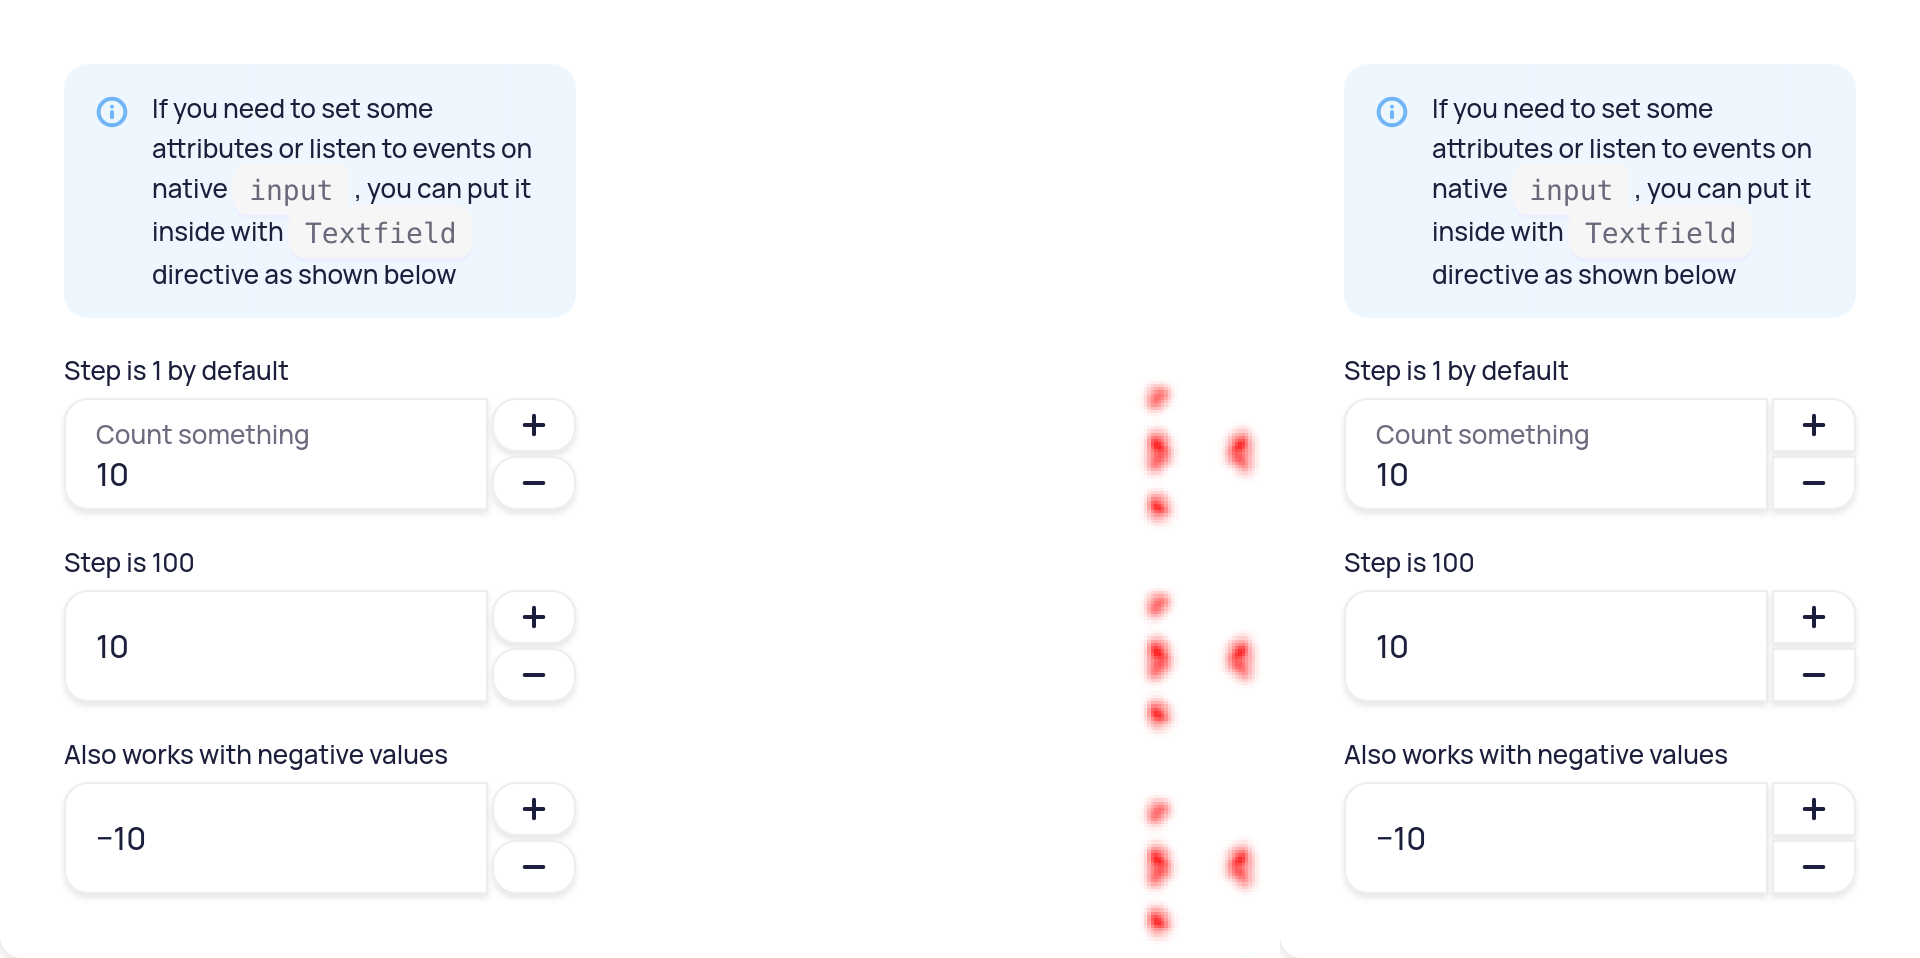 If you need to set some
attributes or listen to events on
native input , you can put it
inside with Textfield
directive as shown below
Step is 1 by default
Count something
10
+
−
Step is 100
10
+
−
Also works with negative values
−10
+
−
If you need to set some
attributes or listen to events on
native input , you can put it
inside with Textfield
directive as shown below
Step is 1 by default
Count something
10
+
−
Step is 100
10
+
−
Also works with negative values
−10
+
−